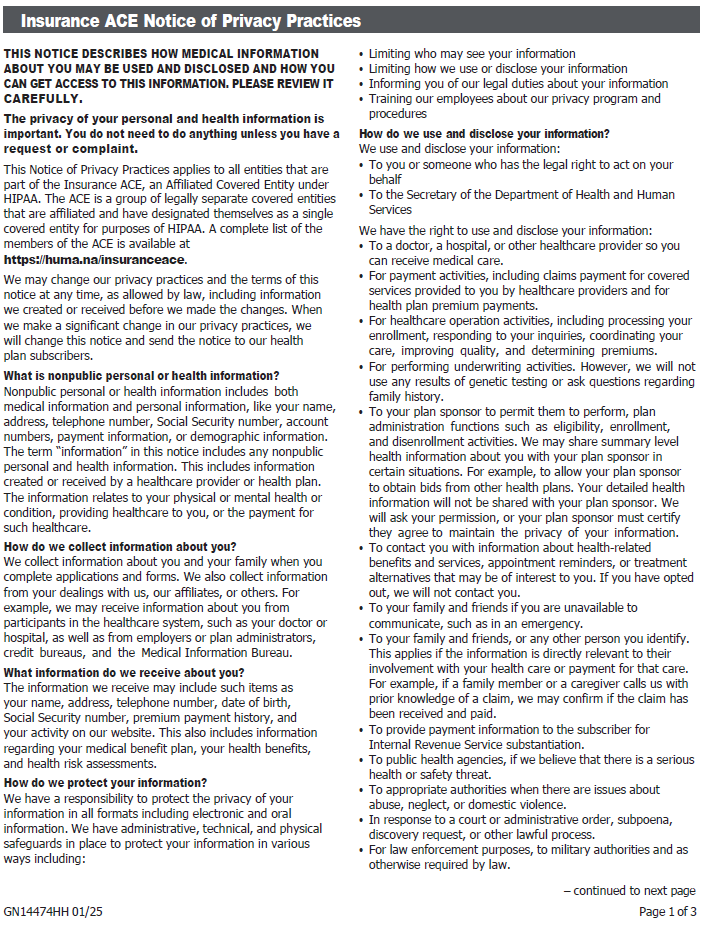 Insurance ACE Notice of Privacy Practices
THIS NOTICE DESCRIBES HOW MEDICAL INFORMATION
ABOUT YOU MAY BE USED AND DISCLOSED AND HOW YOU
CAN GET ACCESS TO THIS INFORMATION. PLEASE REVIEW IT
CAREFULLY.
The privacy of your personal and health information is
important. You do not need to do anything unless you have a
request or complaint.
This Notice of Privacy Practices applies to all entities that are
part of the Insurance ACE, an Affiliated Covered Entity under
HIPAA. The ACE is a group of legally separate covered entities
that are affiliated and have designated themselves as a single
covered entity for purposes of HIPAA. A complete list of the
members of the ACE is available at
https://huma.na/insuranceace.
We may change our privacy practices and the terms of this
notice at any time, as allowed by law, including information
we created or received before we made the changes. When
we make a significant change in our privacy practices, we
will change this notice and send the notice to our health
plan subscribers.
What is nonpublic personal or health information?
Nonpublic personal or health information includes both
medical information and personal information, like your name,
address, telephone number, Social Security number, account
numbers, payment information, or demographic information.
The term “information” in this notice includes any nonpublic
personal and health information. This includes information
created or received by a healthcare provider or health plan.
The information relates to your physical or mental health or
condition, providing healthcare to you, or the payment for
such healthcare.
How do we collect information about you?
We collect information about you and your family when you
complete applications and forms. We also collect information
from your dealings with us, our affiliates, or others. For
example, we may receive information about you from
participants in the healthcare system, such as your doctor or
hospital, as well as from employers or plan administrators,
credit bureaus, and the Medical Information Bureau.
What information do we receive about you?
The information we receive may include such items as
your name, address, telephone number, date of birth,
Social Security number, premium payment history, and
your activity on our website. This also includes information
regarding your medical benefit plan, your health benefits,
and health risk assessments.
How do we protect your information?
We have a responsibility to protect the privacy of your
information in all formats including electronic and oral
information. We have administrative, technical, and physical
safeguards in place to protect your information in various
ways including:
• Limiting who may see your information
• Limiting how we use or disclose your information
• Informing you of our legal duties about your information
• Training our employees about our privacy program and
procedures
How do we use and disclose your information?
We use and disclose your information:
• To you or someone who has the legal right to act on your
behalf
• To the Secretary of the Department of Health and Human
Services
We have the right to use and disclose your information:
• To a doctor, a hospital, or other healthcare provider so you
can receive medical care.
• For payment activities, including claims payment for covered
services provided to you by healthcare providers and for
health plan premium payments.
• For healthcare operation activities, including processing your
enrollment, responding to your inquiries, coordinating your
care, improving quality, and determining premiums.
• For performing underwriting activities. However, we will not
use any results of genetic testing or ask questions regarding
family history.
• To your plan sponsor to permit them to perform, plan
administration functions such as eligibility, enrollment,
and disenrollment activities. We may share summary level
health information about you with your plan sponsor in
certain situations. For example, to allow your plan sponsor
to obtain bids from other health plans. Your detailed health
information will not be shared with your plan sponsor. We
will ask your permission, or your plan sponsor must certify
they agree to maintain the privacy of your information.
• To contact you with information about health-related
benefits and services, appointment reminders, or treatment
alternatives that may be of interest to you. If you have opted
out, we will not contact you.
• To your family and friends if you are unavailable to
communicate, such as in an emergency.
• To your family and friends, or any other person you identify.
This applies if the information is directly relevant to their
involvement with your health care or payment for that care.
For example, if a family member or a caregiver calls us with
prior knowledge of a claim, we may confirm if the claim has
been received and paid.
• To provide payment information to the subscriber for
Internal Revenue Service substantiation.
• To public health agencies, if we believe that there is a serious
health or safety threat.
• To appropriate authorities when there are issues about
abuse, neglect, or domestic violence.
• In response to a court or administrative order, subpoena,
discovery request, or other lawful process.
• For law enforcement purposes, to military authorities and as
otherwise required by law.
– continued to next page
GN14474HH 01/25
Page 1 of 3